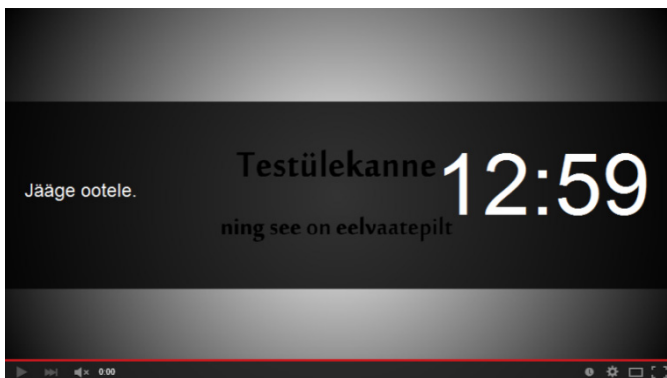 Testülekanne
12:59
Jääge ootele.
ning see on eelvaatepilt
0:00